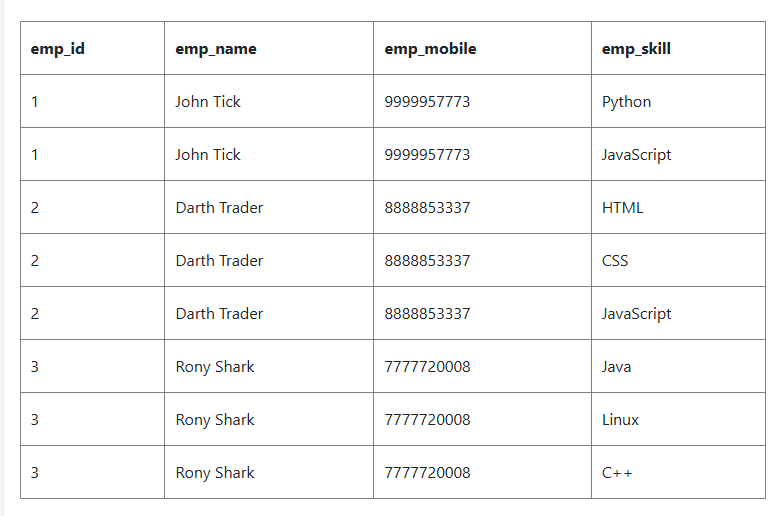 emp_id emp_name emp_mobile emp_skill
1 John Tick 9999957773 Python
1 John Tick 9999957773 JavaScript
2 Darth Trader 8888853337 HTML
2 Darth Trader 8888853337 CSS
2 Darth Trader 8888853337 JavaScript
3 Rony Shark 7777720008 Java
3 Rony Shark 7777720008 Linux
3 Rony Shark 7777720008 C++